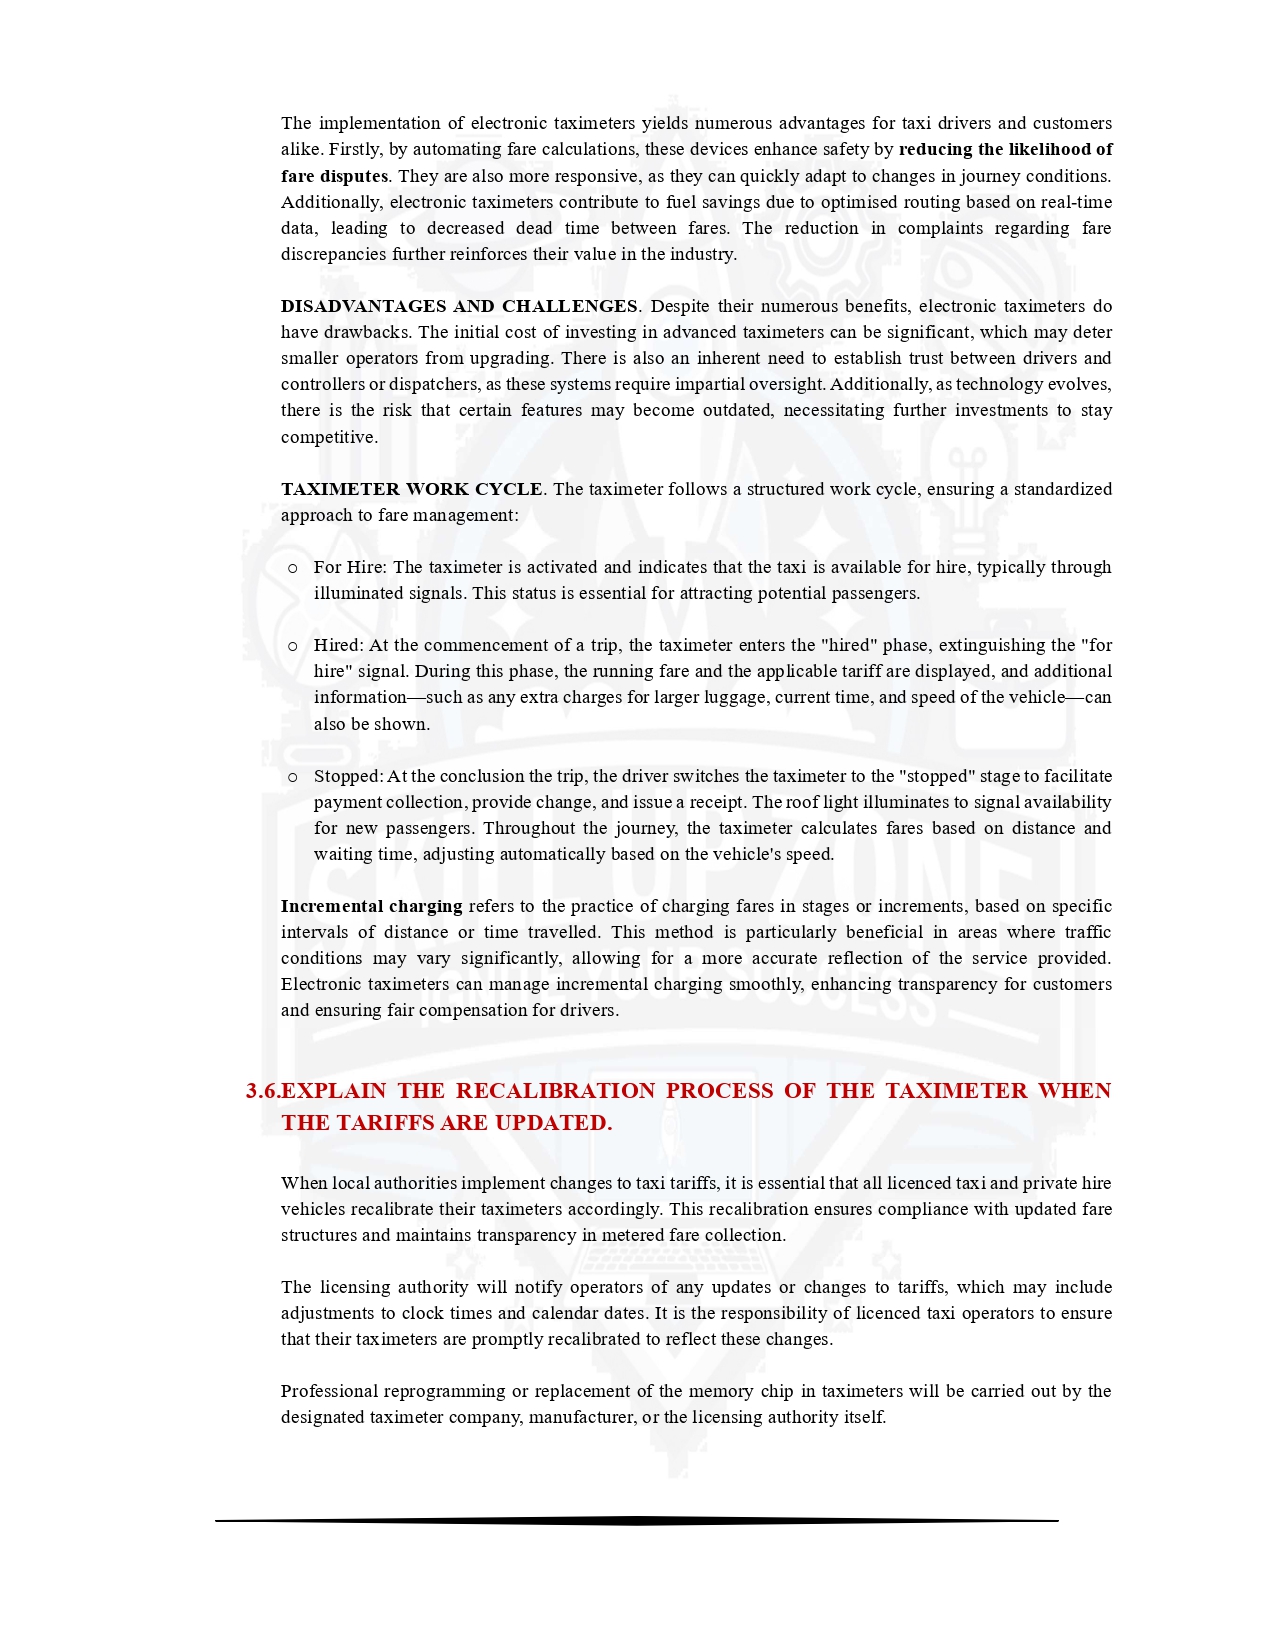 The implementation of electronic taximeters yields numerous advantages for taxi drivers and customers
alike. Firstly, by automating fare calculations, these devices enhance safety by reducing the likelihood of
fare disputes. They are also more responsive, as they can quickly adapt to changes in journey conditions.
Additionally, electronic taximeters contribute to fuel savings due to optimised routing based on real-time
data, leading to decreased dead time between fares. The reduction in complaints regarding fare
discrepancies further reinforces their value in the industry.
DISADVANTAGES AND CHALLENGES. Despite their numerous benefits, electronic taximeters do
have drawbacks. The initial cost of investing in advanced taximeters can be significant, which may deter
smaller operators from upgrading. There is also an inherent need to establish trust between drivers and
controllers or dispatchers, as these systems require impartial oversight. Additionally, as technology evolves,
there is the risk that certain features may become outdated, necessitating further investments to stay
competitive.
TAXIMETER WORK CYCLE. The taximeter follows a structured work cycle, ensuring a standardized
approach to fare management:
○ For Hire: The taximeter is activated and indicates that the taxi is available for hire, typically through
illuminated signals. This status is essential for attracting potential passengers.
○ Hired: At the commencement of a trip, the taximeter enters the "hired" phase, extinguishing the "for
hire" signal. During this phase, the running fare and the applicable tariff are displayed, and additional
information—such as any extra charges for larger luggage, current time, and speed of the vehicle—can
also be shown.
○ Stopped: At the conclusion the trip, the driver switches the taximeter to the "stopped" stage to facilitate
payment collection, provide change, and issue a receipt. The roof light illuminates to signal availability
for new passengers. Throughout the journey, the taximeter calculates fares based on distance and
waiting time, adjusting automatically based on the vehicle's speed.
SKILL UP ZONE
IGNITE YOUR SUCCESS
Incremental charging refers to the practice of charging fares in stages or increments, based on specific
intervals of distance or time travelled. This method is particularly beneficial in areas where traffic
conditions may vary significantly, allowing for a more accurate reflection of the service provided.
Electronic taximeters can manage incremental charging smoothly, enhancing transparency for customers
and ensuring fair compensation for drivers.
3.6.EXPLAIN THE RECALIBRATION PROCESS OF THE TAXIMETER WHEN
THE TARIFFS ARE UPDATED.
When local authorities implement changes to taxi tariffs, it is essential that all licenced taxi and private hire
vehicles recalibrate their taximeters accordingly. This recalibration ensures compliance with updated fare
structures and maintains transparency in metered fare collection.
The licensing authority will notify operators of any updates or changes to tariffs, which may include
adjustments to clock times and calendar dates. It is the responsibility of licenced taxi operators to ensure
that their taximeters are promptly recalibrated to reflect these changes.
Professional reprogramming or replacement of the memory chip in taximeters will be carried out by the
designated taximeter company, manufacturer, or the licensing authority itself.